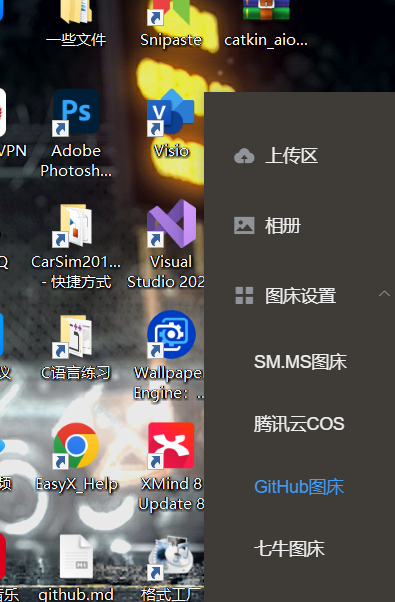 一些文件
Snipaste
catkin_aio...
VPN
Adobe
Photosh...
Visio
Q
CarSim201...
- 快捷方式
Visual
Studio 202
议
C语言练习
Wallpaper
Engine：...
频
EasyX_Help
XMind 8
Update 8
音乐
github.md
格式工厂
上传区
相册
图床设置
SM.MS图床
腾讯云COS
GitHub图床
七牛图床